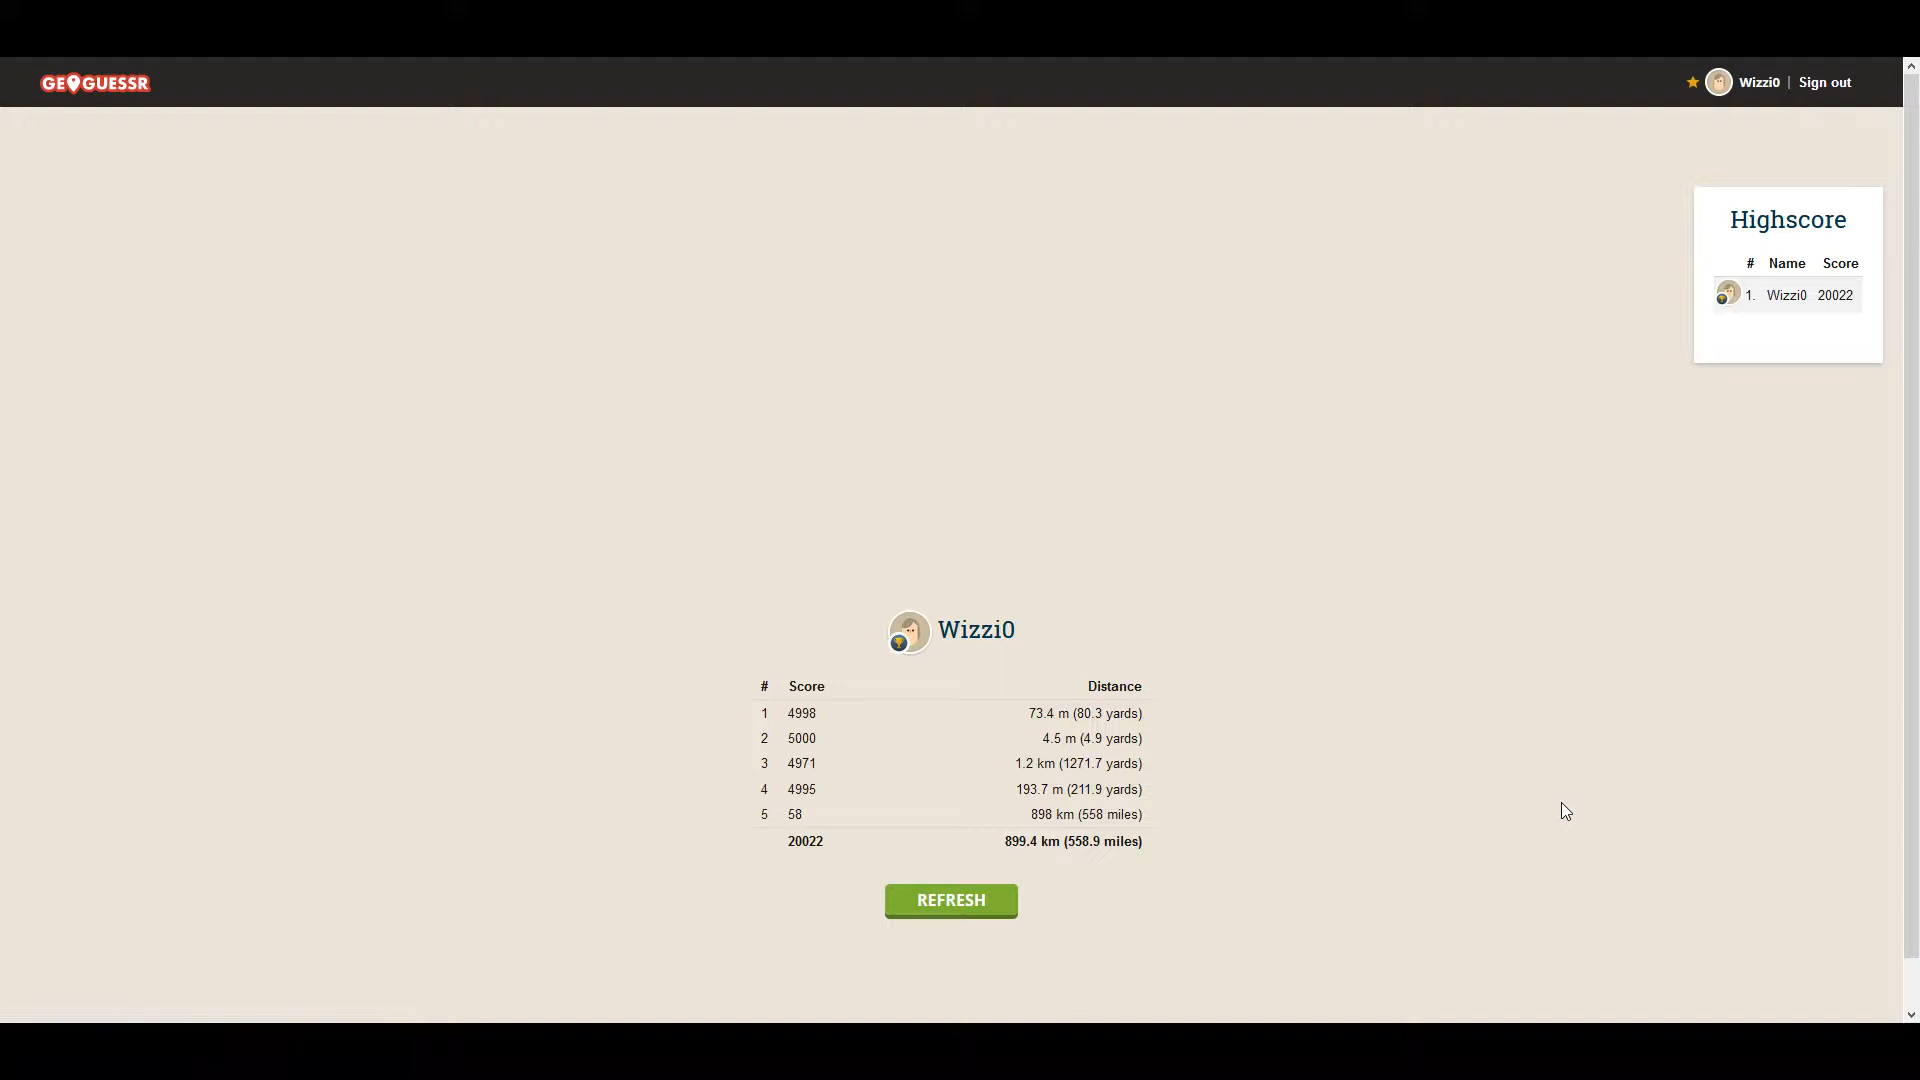 GEOGUESSR
Wizzi0 | Sign out
Highscore
# Name Score
1. Wizzi0 20022
Wizzi0
# Score Distance
1 4998 73.4 m (80.3 yards)
2 5000 4.5 m (4.9 yards)
3 4971 1.2 km (1271.7 yards)
4 4995 193.7 m (211.9 yards)
5 58 898 km (558 miles)
20022 899.4 km (558.9 miles)
REFRESH